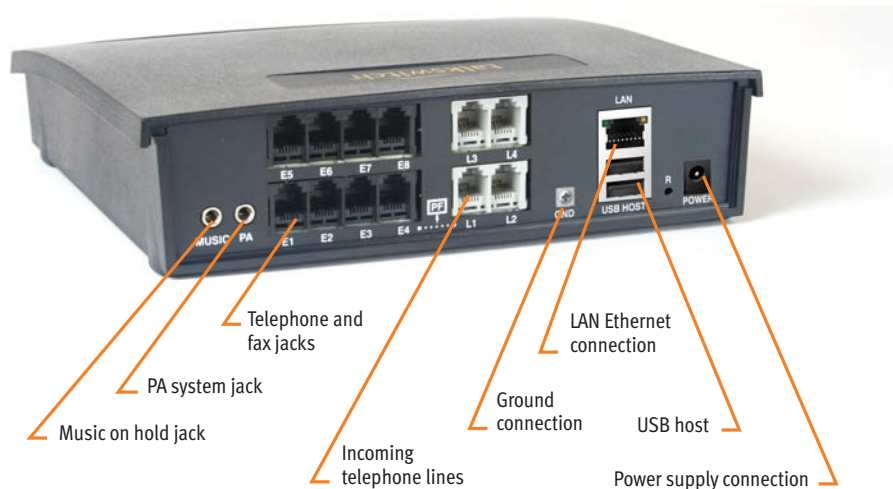 talkswitch
LAN
E5 E6 E7 E8
L3 L4
R
MUSIC PA
E1 E2 E3 E4
PF
L1 L2
GND
USB HOST
POWER
Telephone and
fax jacks
LAN Ethernet
connection
PA system jack
Ground
connection
Music on hold jack
USB host
Incoming
telephone lines
Power supply connection